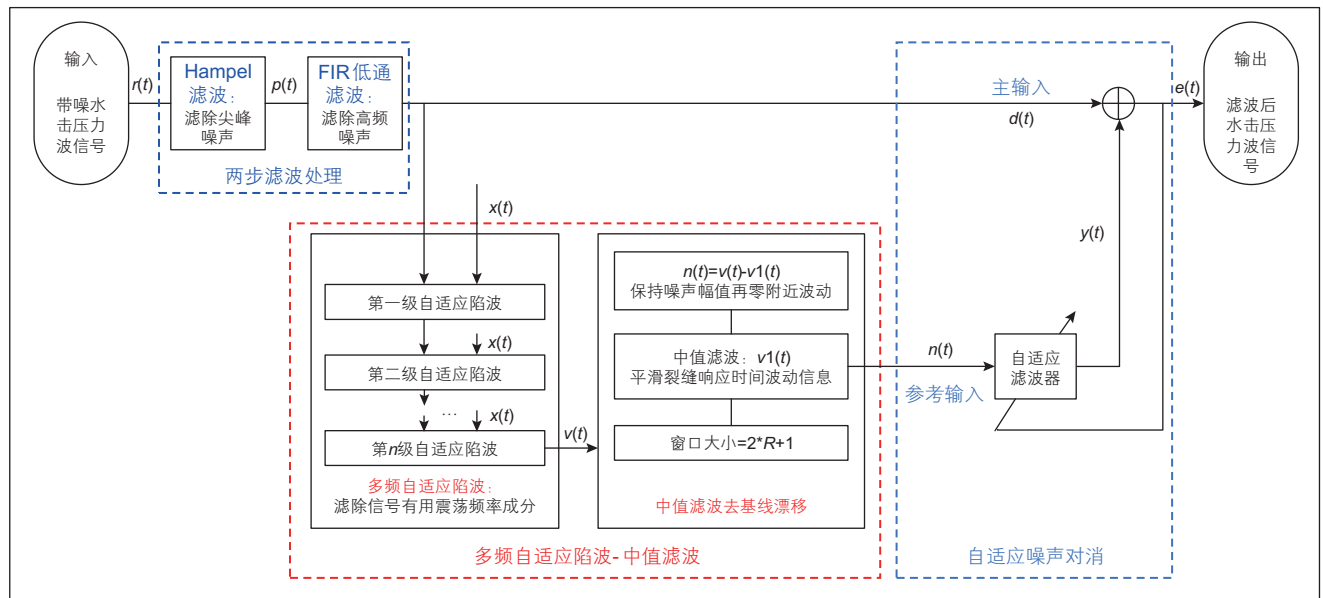 输入
带噪水
击压力
波信号
r(t)
Hampel
滤波：
滤除尖峰
噪声
p(t)
FIR低通
滤波：
滤除高频
噪声
两步滤波处理
主输入
d(t)
e(t)
输出
滤波后
水击压
力波信
号
x(t)
y(t)
第一级自适应陷波
x(t)
第二级自适应陷波
... x(t)
第n级自适应陷波
v(t)
多频自适应陷波：
滤除信号有用震荡频率成分
n(t)=v(t)-v1(t)
保持噪声幅值再零附近波动
中值滤波：v1(t)
平滑裂缝响应时间波动信息
窗口大小=2*R+1
中值滤波去基线漂移
多频自适应陷波-中值滤波
n(t)
参考输入
自适应
滤波器
自适应噪声对消